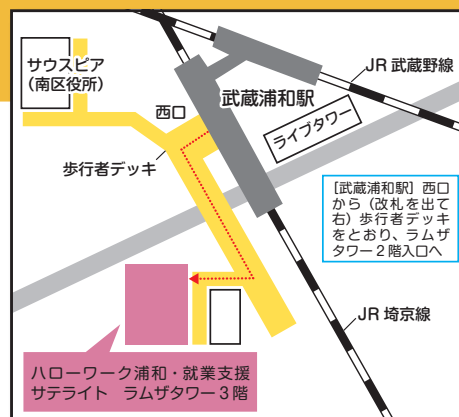 サウスピア
(南区役所)
JR 武蔵野線
西口
武蔵浦和駅
ライブタワー
歩行者デッキ
[武蔵浦和駅] 西口
から(改札を出て
右)歩行者デッキ
をとおり、ラムザ
タワー2階入口へ
JR 埼京線
ハローワーク浦和・就業支援
サテライト ラムザタワー3階